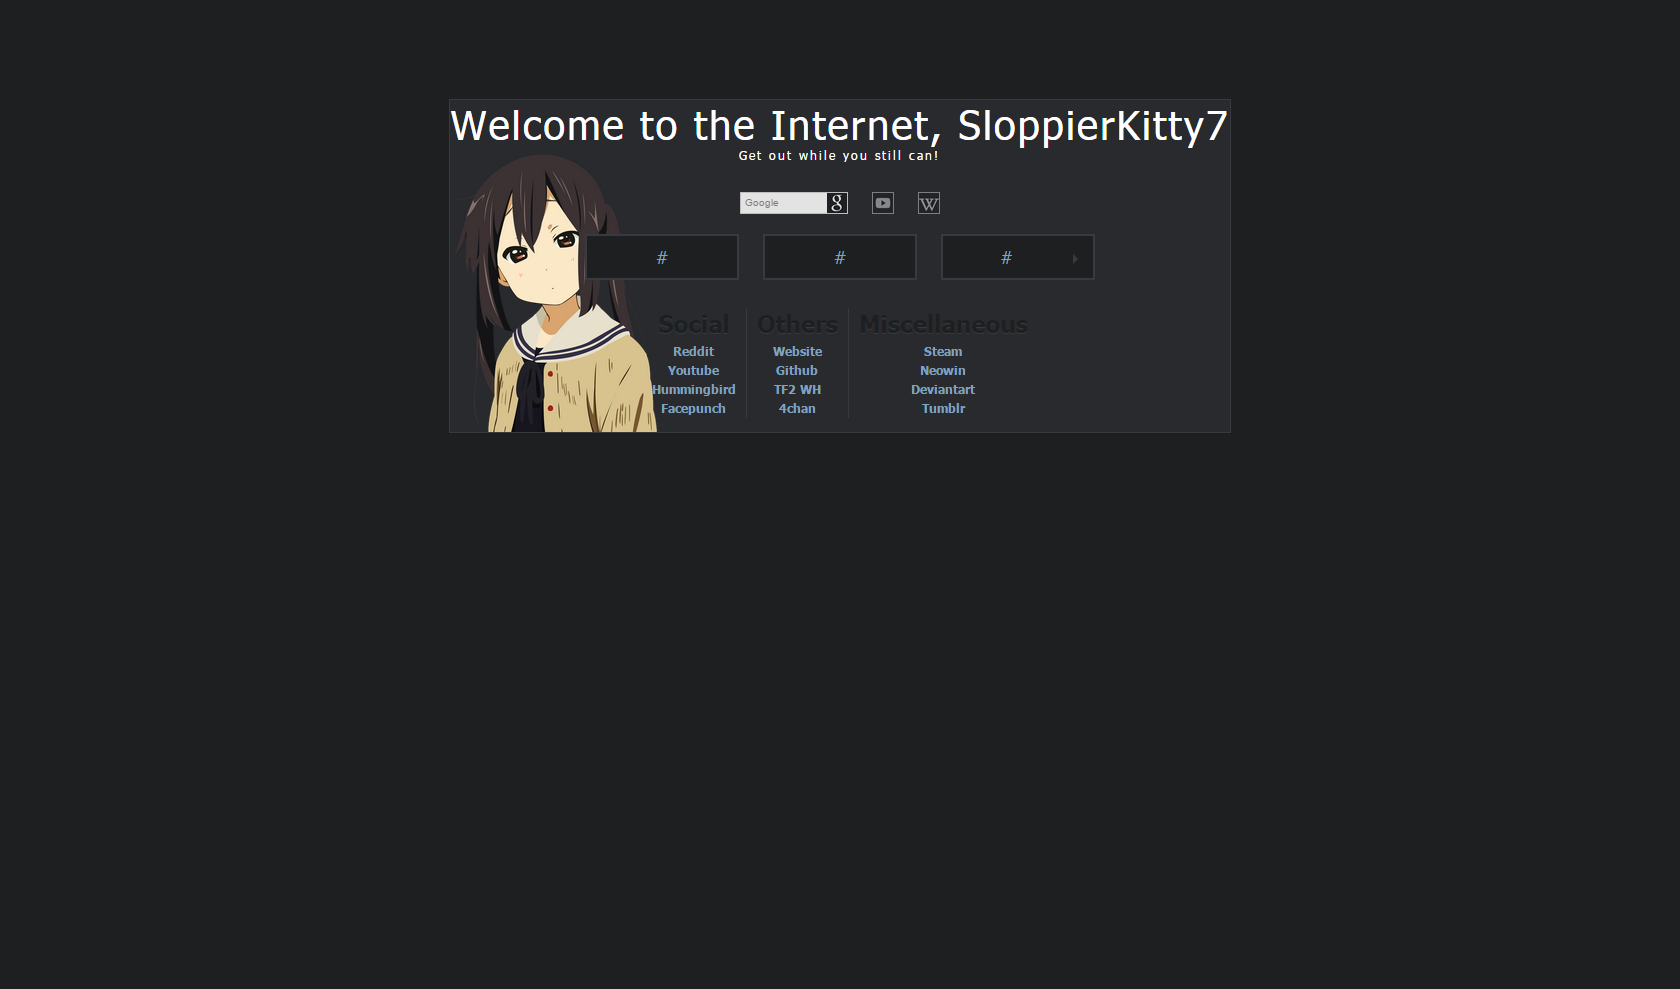 Welcome to the Internet, SloppierKitty7
Get out while you still can!
Google g W
# # #
Social Others Miscellaneous
Reddit Website Steam
Youtube Github Neowin
Hummingbird TF2 WH Deviantart
Facepunch 4chan Tumblr